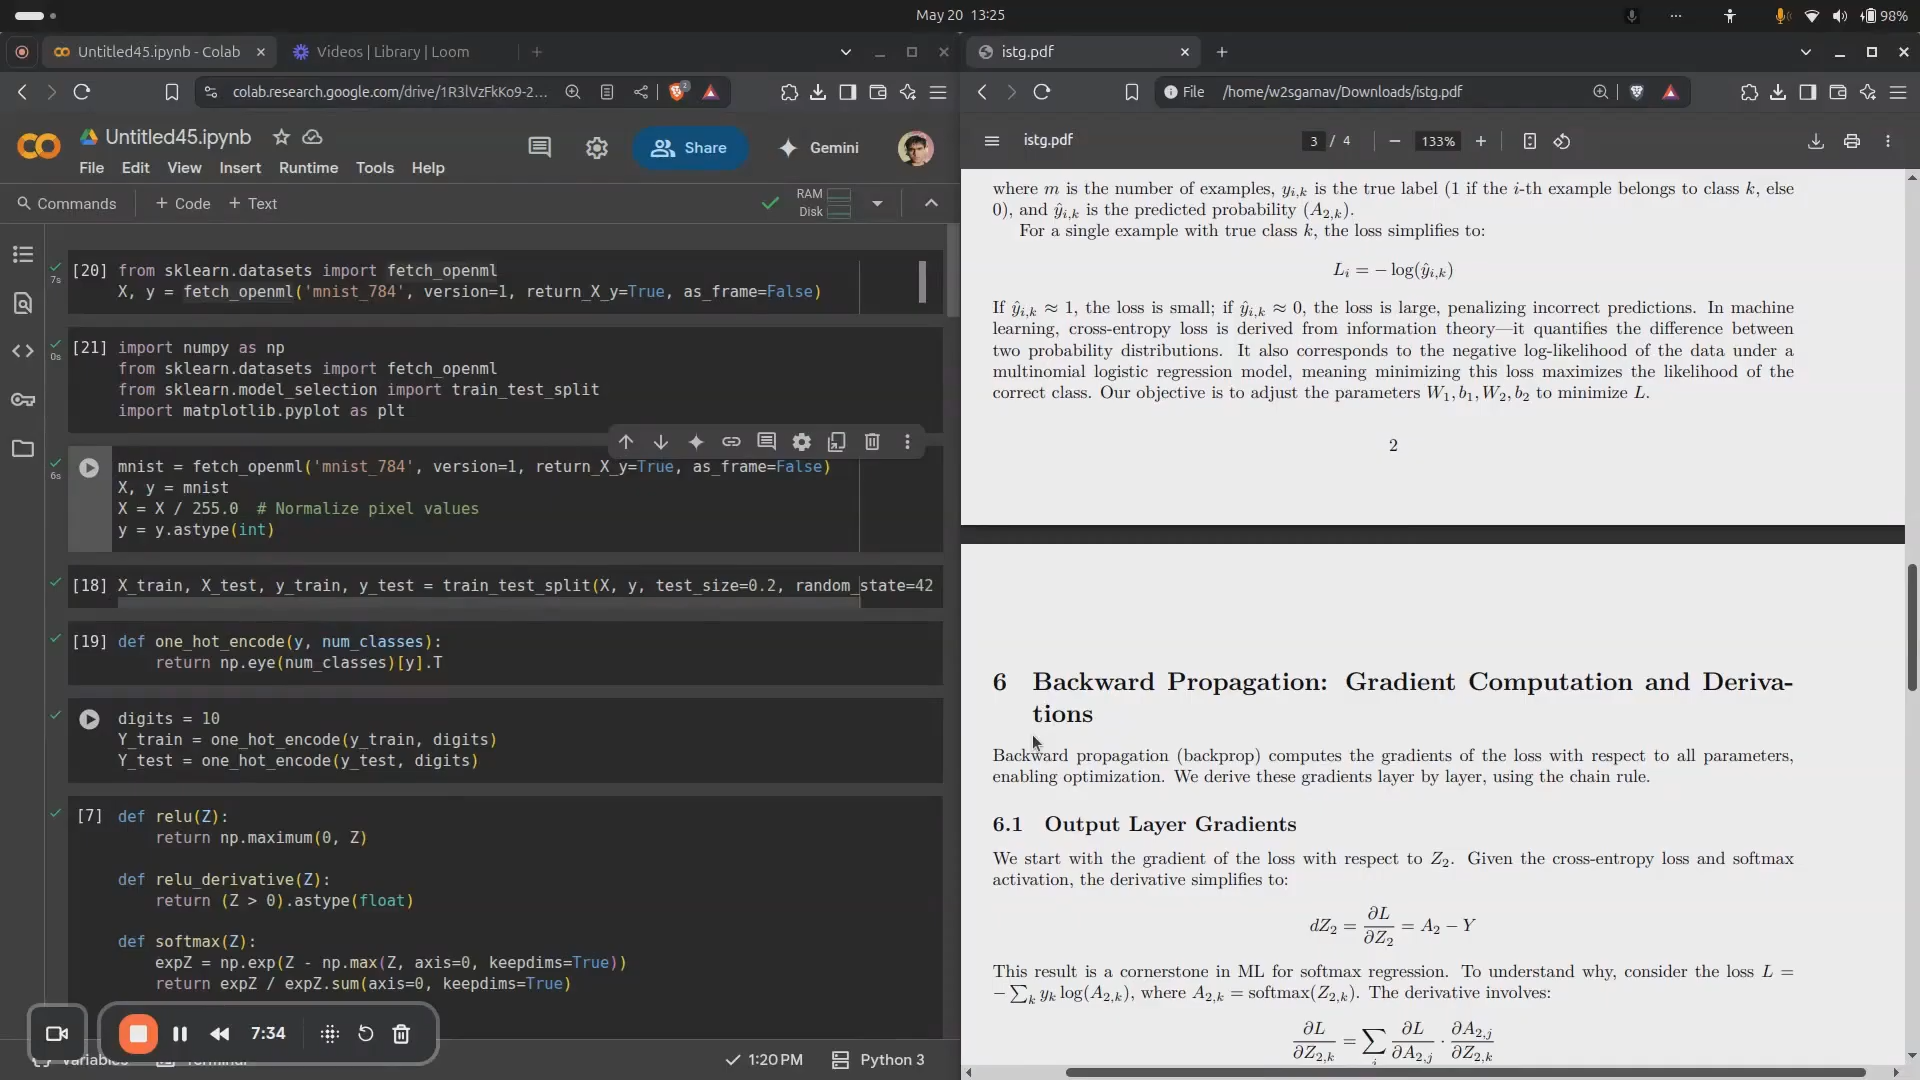 May 20 13:25
98%
Untitled45.ipynb - Colab
Videos | Library | Loom
colab.research.google.com/drive/1R3lVzFkKo9-2...
2
Untitled45.ipynb
Share
Gemini
File Edit View Insert Runtime Tools Help
Commands
+ Code + Text
RAM
Disk
[20] from sklearn.datasets import fetch_openml
X, y = fetch_openml('mnist_784', version=1, return_X_y=True, as_frame=False)
7s
[21] import numpy as np
from sklearn.datasets import fetch_openml
from sklearn.model_selection import train_test_split
import matplotlib.pyplot as plt
0s
mnist = fetch_openml('mnist_784', version=1, return_X_y=True, as_frame=False)
X, y = mnist
X = X / 255.0 # Normalize pixel values
y = y.astype(int)
6s
[18] X_train, X_test, y_train, y_test = train_test_split(X, y, test_size=0.2, random_state=42
[19] def one_hot_encode(y, num_classes):
return np.eye(num_classes)[y].T
digits = 10
Y_train = one_hot_encode(y_train, digits)
Y_test = one_hot_encode(y_test, digits)
[7] def relu(Z):
return np.maximum(0, Z)
def relu_derivative(Z):
return (Z > 0).astype(float)
def softmax(Z):
expZ = np.exp(Z - np.max(Z, axis=0, keepdims=True))
return expZ / expZ.sum(axis=0, keepdims=True)
7:34
Variables
Terminal
1:20 PM
Python 3
istg.pdf
File /home/w2sgarnav/Downloads/istg.pdf
istg.pdf
3 / 4
133%
where m is the number of examples, y_{i,k} is the true label (1 if the i-th example belongs to class k, else
0), and ŷ_{i,k} is the predicted probability (A_{2,k}).
For a single example with true class k, the loss simplifies to:
L_i = − log(ŷ_{i,k})
If ŷ_{i,k} ≈ 1, the loss is small; if ŷ_{i,k} ≈ 0, the loss is large, penalizing incorrect predictions. In machine
learning, cross-entropy loss is derived from information theory—it quantifies the difference between
two probability distributions. It also corresponds to the negative log-likelihood of the data under a
multinomial logistic regression model, meaning minimizing this loss maximizes the likelihood of the
correct class. Our objective is to adjust the parameters W_1, b_1, W_2, b_2 to minimize L.
2
6 Backward Propagation: Gradient Computation and Deriva-
tions
Backward propagation (backprop) computes the gradients of the loss with respect to all parameters,
enabling optimization. We derive these gradients layer by layer, using the chain rule.
6.1 Output Layer Gradients
We start with the gradient of the loss with respect to Z_2. Given the cross-entropy loss and softmax
activation, the derivative simplifies to:
dZ_2 = ∂L/∂Z_2 = A_2 − Y
This result is a cornerstone in ML for softmax regression. To understand why, consider the loss L =
− ∑_k y_k log(A_{2,k}), where A_{2,k} = softmax(Z_{2,k}). The derivative involves:
∂L/∂Z_{2,k} = ∑_j ∂L/∂A_{2,j} · ∂A_{2,j}/∂Z_{2,k}